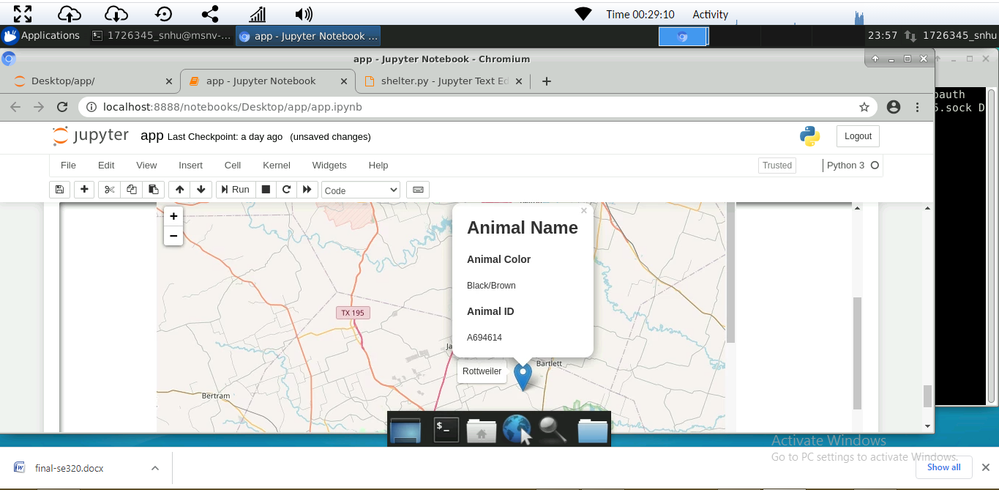 Time 00:29:10 Activity
Applications 1726345_snhu@msnv-... app - Jupyter Notebook ... 23:57 1726345_snhu
app - Jupyter Notebook - Chromium
Desktop/app/ app - Jupyter Notebook shelter.py - Jupyter Text Ed
localhost:8888/notebooks/Desktop/app/app.ipynb
jupyter app Last Checkpoint: a day ago (unsaved changes) Logout
File Edit View Insert Cell Kernel Widgets Help Trusted Python 3
Run Code
+
−
Animal Name
Animal Color
Black/Brown
Animal ID
A694614
TX 195
Ja
Bartlett
Rottweiler
Bertram
Activate Windows
Go to PC settings to activate Windows.
final-se320.docx Show all